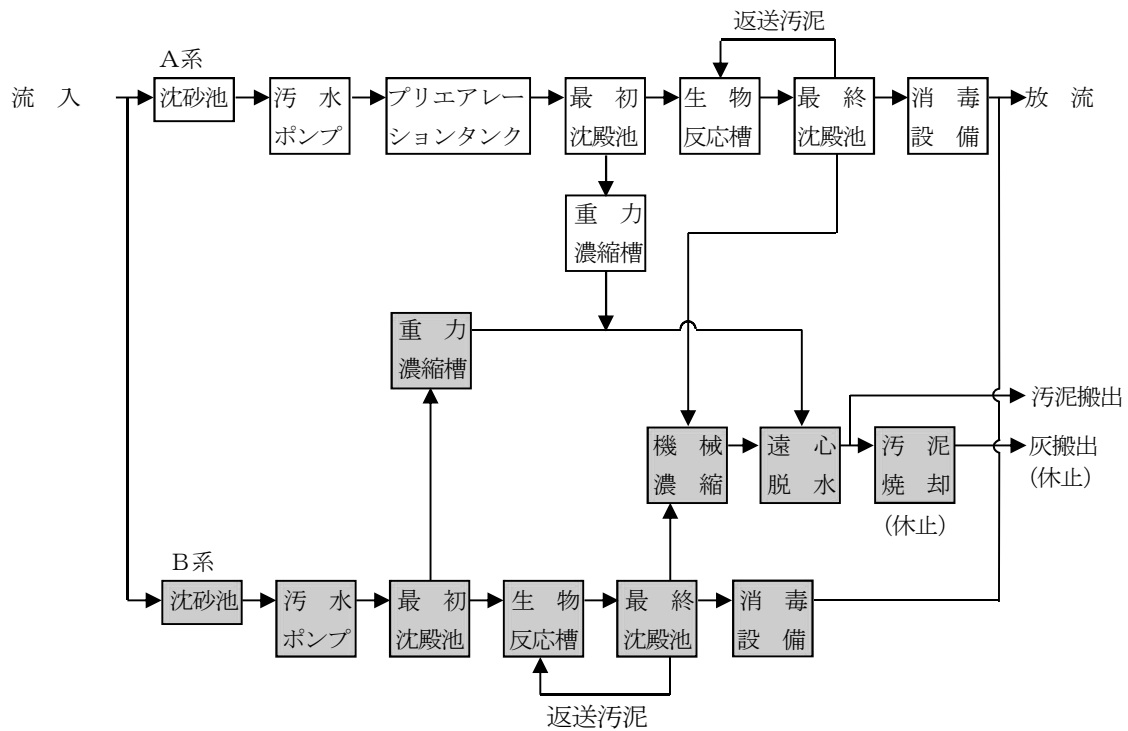 返送汚泥
A系
流 入
沈砂池
汚 水
ポンプ
プリエアレー
ションタンク
最 初
沈殿池
生 物
反応槽
最 終
沈殿池
消 毒
設 備
放 流
重 力
濃縮槽
重 力
濃縮槽
汚泥搬出
機 械
濃 縮
遠 心
脱 水
汚 泥
焼 却
灰搬出
(休止)
(休止)
B系
沈砂池
汚 水
ポンプ
最 初
沈殿池
生 物
反応槽
最 終
沈殿池
消 毒
設 備
返送汚泥